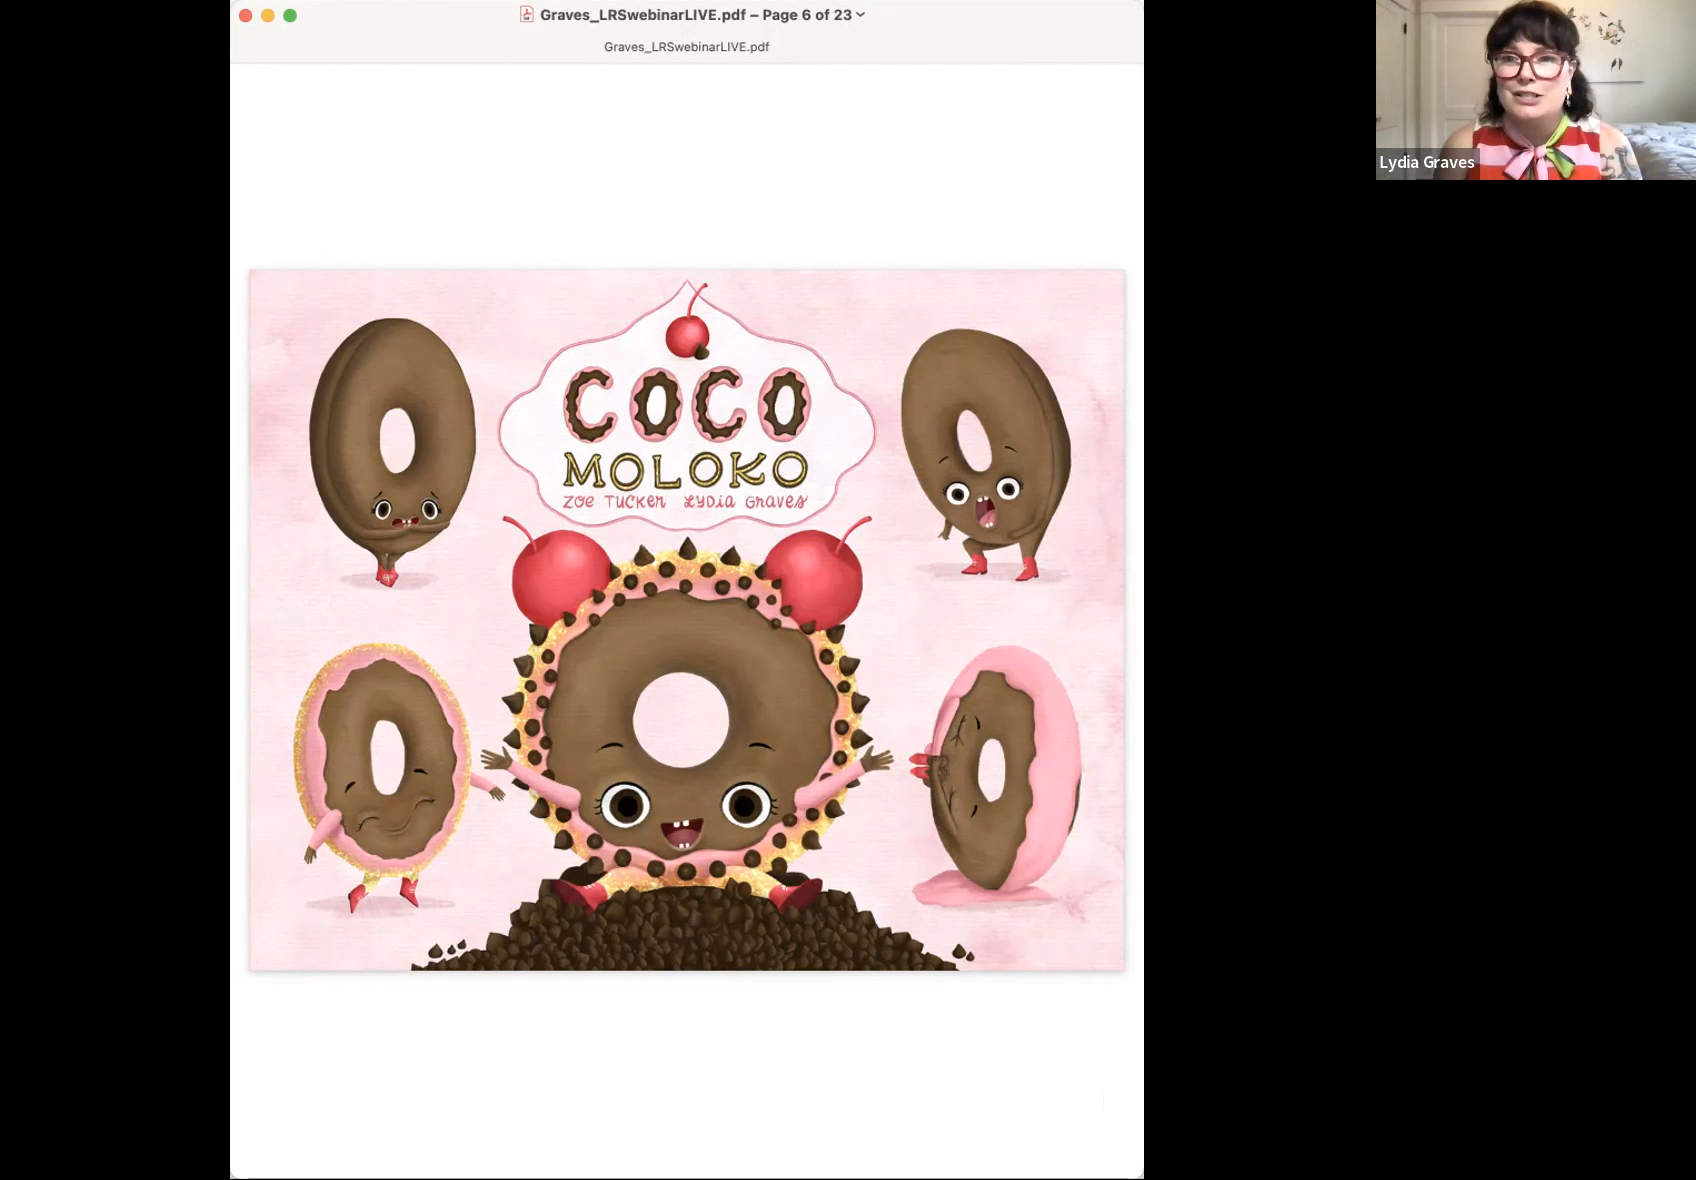 Graves_LRSwebinarLIVE.pdf – Page 6 of 23
Graves_LRSwebinarLIVE.pdf
Lydia Graves
COCO
MOLOKO
ZOE TUCKER LYDIA GRAVES